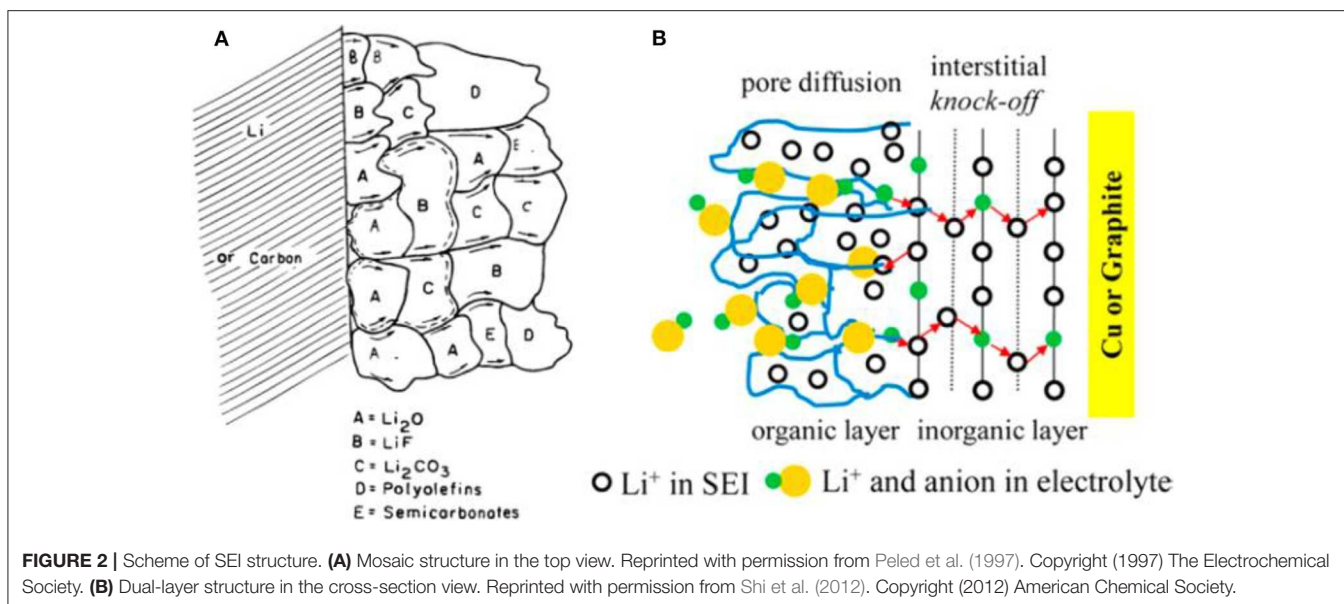 A
Li
or Carbon
B
B
D
B
C
A
E
A
B
C
C
A
B
A
C
A
A
E
D
A = Li₂O
B = LiF
C = Li₂CO₃
D = Polyolefins
E = Semicarbonates
B
pore diffusion
interstitial
knock-off
Cu or Graphite
organic layer
inorganic layer
Li⁺ in SEI
Li⁺ and anion in electrolyte
FIGURE 2 | Scheme of SEI structure. (A) Mosaic structure in the top view. Reprinted with permission from Peled et al. (1997). Copyright (1997) The Electrochemical
Society. (B) Dual-layer structure in the cross-section view. Reprinted with permission from Shi et al. (2012). Copyright (2012) American Chemical Society.